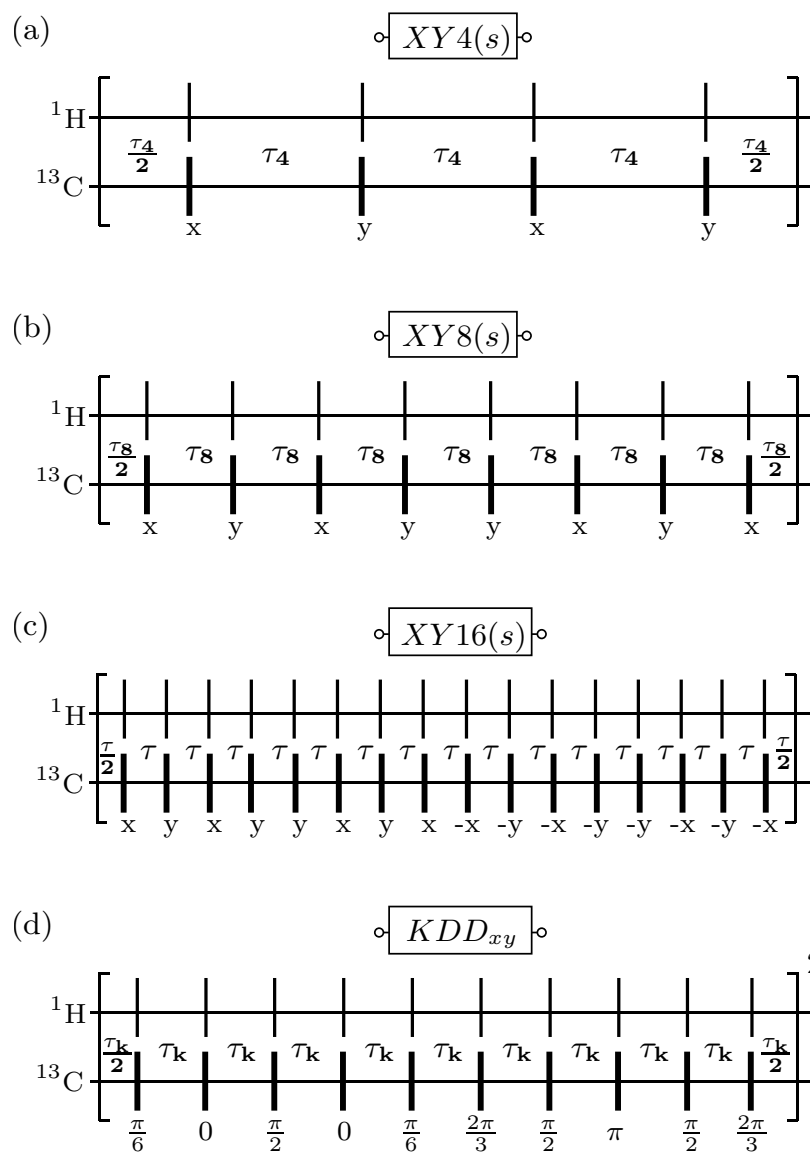 (a)
XY4(s)
¹H
τ₄/2 τ₄ τ₄ τ₄ τ₄/2
¹³C
x y x y
(b)
XY8(s)
¹H
τ₈/2 τ₈ τ₈ τ₈ τ₈ τ₈ τ₈ τ₈ τ₈/2
¹³C
x y x y y x y x
(c)
XY16(s)
¹H
τ/2 τ τ τ τ τ τ τ τ τ τ τ τ τ τ τ τ/2
¹³C
x y x y y x y x -x -y -x -y -y -x -y -x
(d)
KDDxy
¹H
τk/2 τk τk τk τk τk τk τk τk τk τk/2
¹³C
π/6 0 π/2 0 π/6 2π/3 π/2 π π/2 2π/3